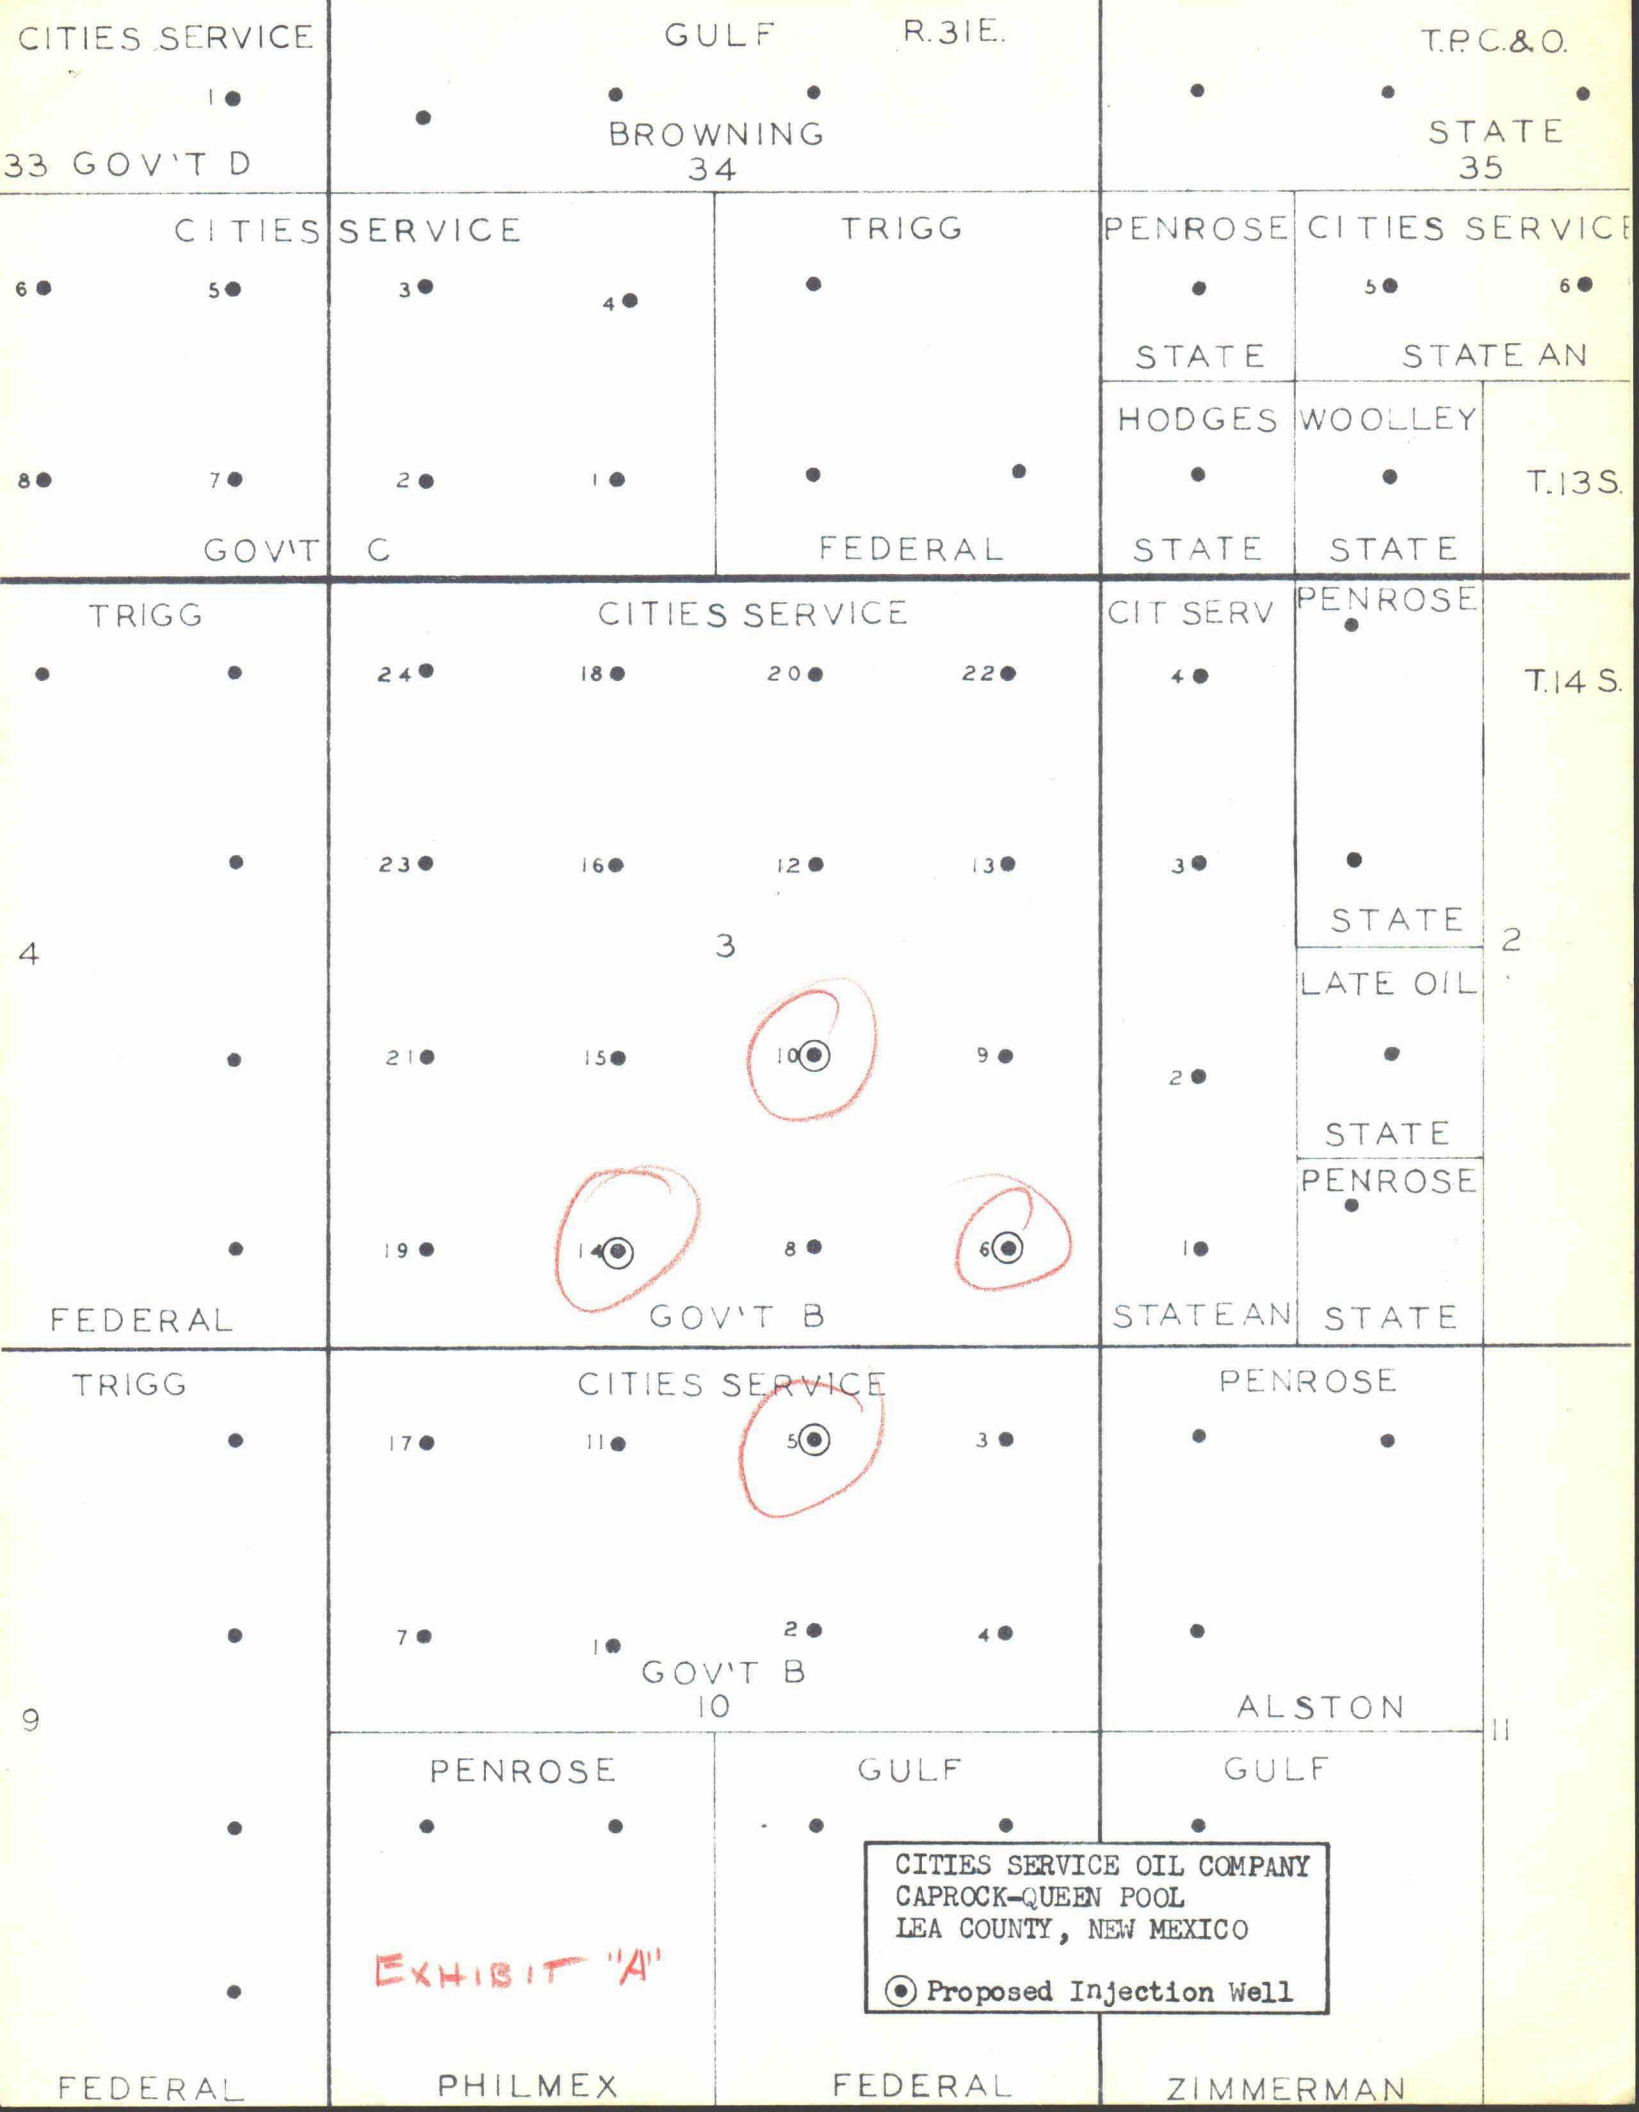 CITIES SERVICE
GULF
R.31E.
T.P.C.&O.
1
BROWNING
STATE
33 GOV'T D
34
35
CITIES SERVICE
TRIGG
PENROSE
CITIES SERVICE
6
5
3
4
5
6
STATE
STATE AN
HODGES
WOOLLEY
8
7
2
1
T.13S.
GOV'T C
FEDERAL
STATE
STATE
TRIGG
CITIES SERVICE
CIT SERV
PENROSE
24
18
20
22
4
T.14 S.
23
16
12
13
3
STATE
4
3
2
LATE OIL
21
15
10
9
2
STATE
PENROSE
19
14
8
6
1
FEDERAL
GOV'T B
STATE AN
STATE
TRIGG
CITIES SERVICE
PENROSE
17
11
5
3
7
1
2
4
GOV'T B
9
10
ALSTON
11
PENROSE
GULF
GULF
CITIES SERVICE OIL COMPANY
CAPROCK-QUEEN POOL
LEA COUNTY, NEW MEXICO
Proposed Injection Well
EXHIBIT "A"
FEDERAL
PHILMEX
FEDERAL
ZIMMERMAN